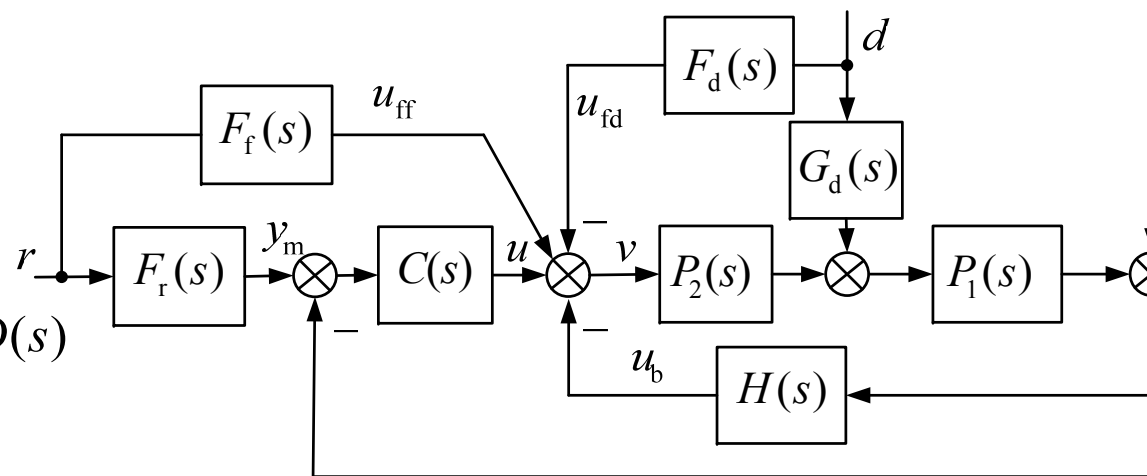 d
F_d(s)
u_ff
u_fd
F_f(s)
G_d(s)
−
r
y_m
u
v
F_r(s)
C(s)
P_2(s)
P_1(s)
−
−
(s)
u_b
H(s)